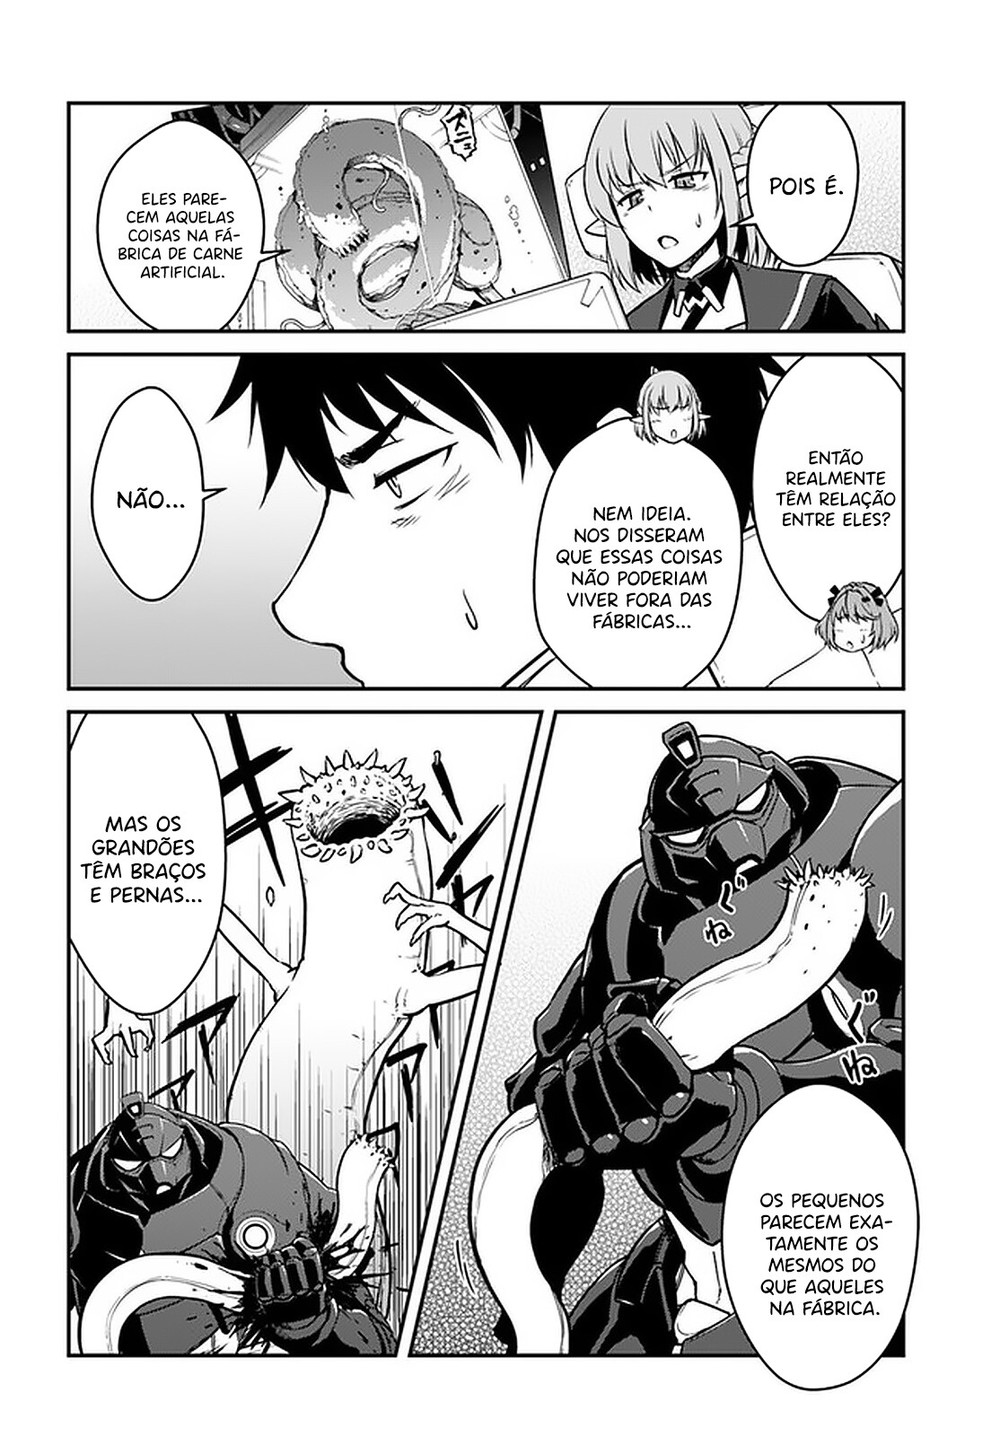 POIS É.
ELES PARE-
CEM AQUELAS
COISAS NA FÁ-
BRICA DE CARNE
ARTIFICIAL.
ENTÃO
REALMENTE
TÊM RELAÇÃO
ENTRE ELES?
NEM IDEIA.
NOS DISSERAM
QUE ESSAS COISAS
NÃO PODERIAM
VIVER FORA DAS
FÁBRICAS...
NÃO...
OS PEQUENOS
PARECEM EXA-
TAMENTE OS
MESMOS DO
QUE AQUELES
NA FÁBRICA.
MAS OS
GRANDÕES
TÊM BRAÇOS
E PERNAS...